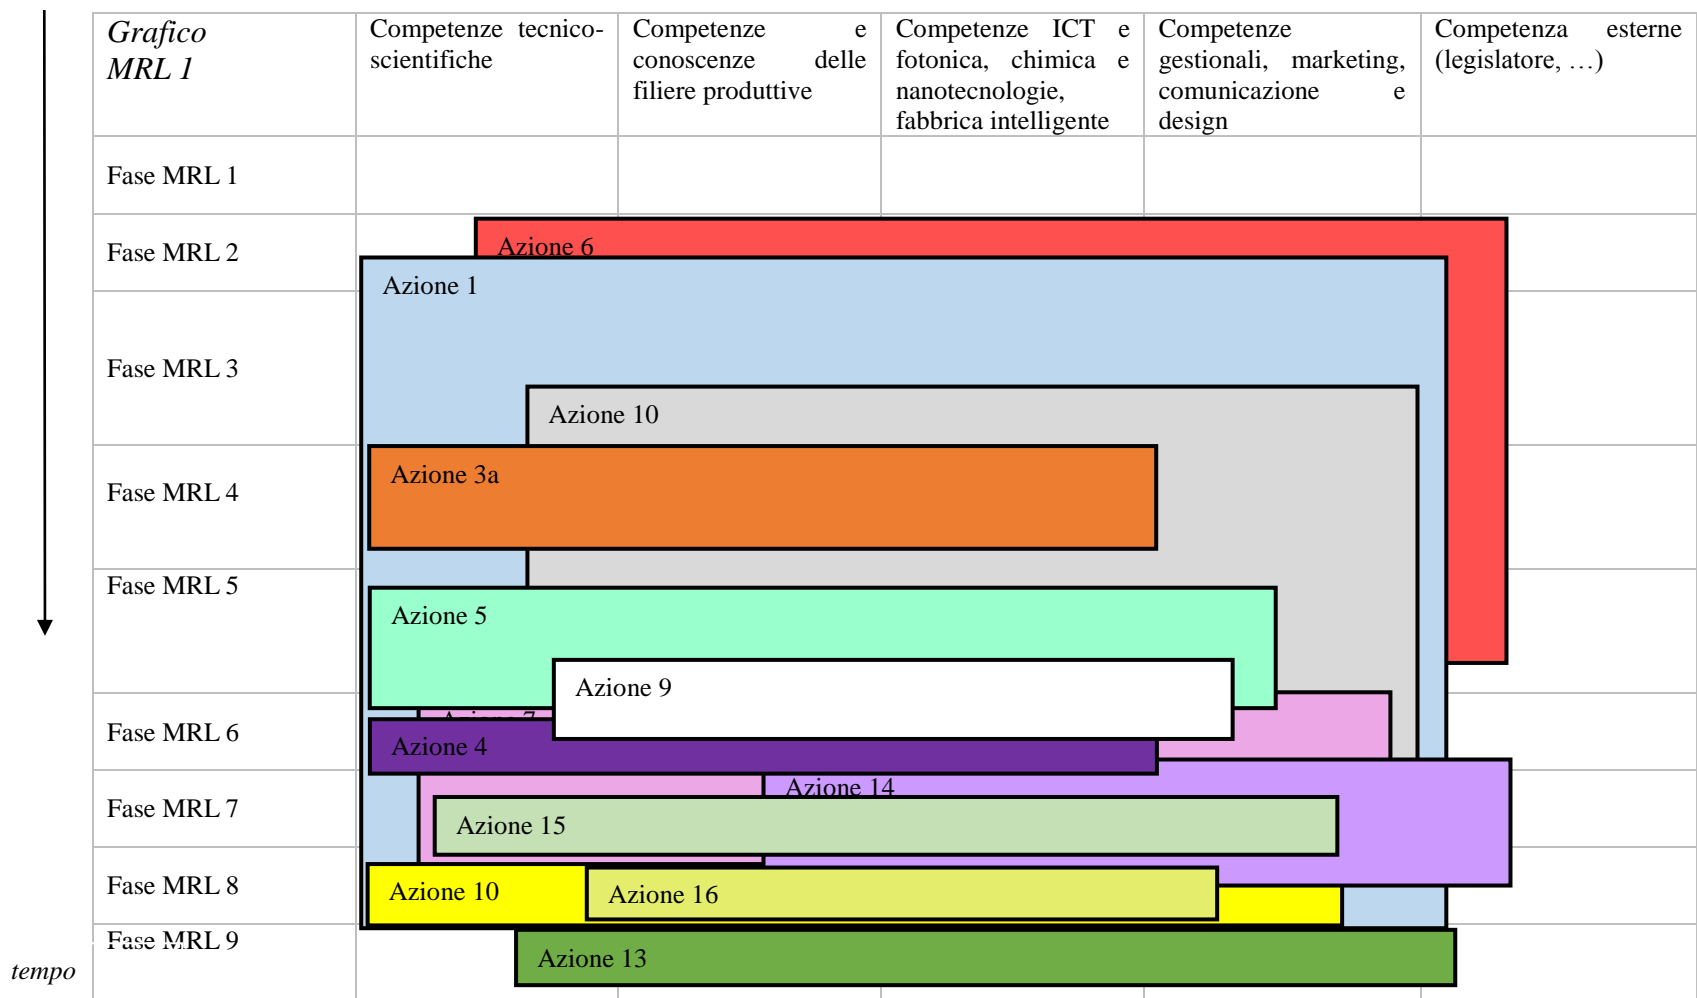 Grafico
MRL 1
Competenze tecnico-
scientifiche
Competenze e
conoscenze delle
filiere produttive
Competenze ICT e
fotonica, chimica e
nanotecnologie,
fabbrica intelligente
Competenze
gestionali, marketing,
comunicazione e
design
Competenza esterne
(legislatore, …)
Fase MRL 1
Fase MRL 2
Azione 6
Azione 1
Fase MRL 3
Azione 10
Azione 3a
Fase MRL 4
Fase MRL 5
Azione 5
Azione 9
Azione 7
Fase MRL 6
Azione 4
Azione 14
Fase MRL 7
Azione 15
Fase MRL 8
Azione 10
Azione 16
Fase MRL 9
Azione 13
tempo